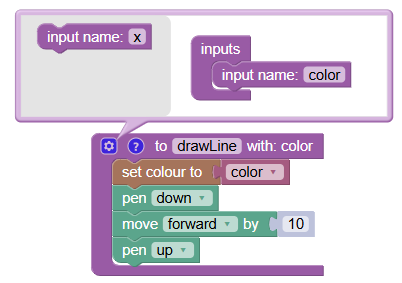 input name: x
inputs
input name: color
? to drawLine with: color
set colour to color
pen down
move forward by 10
pen up